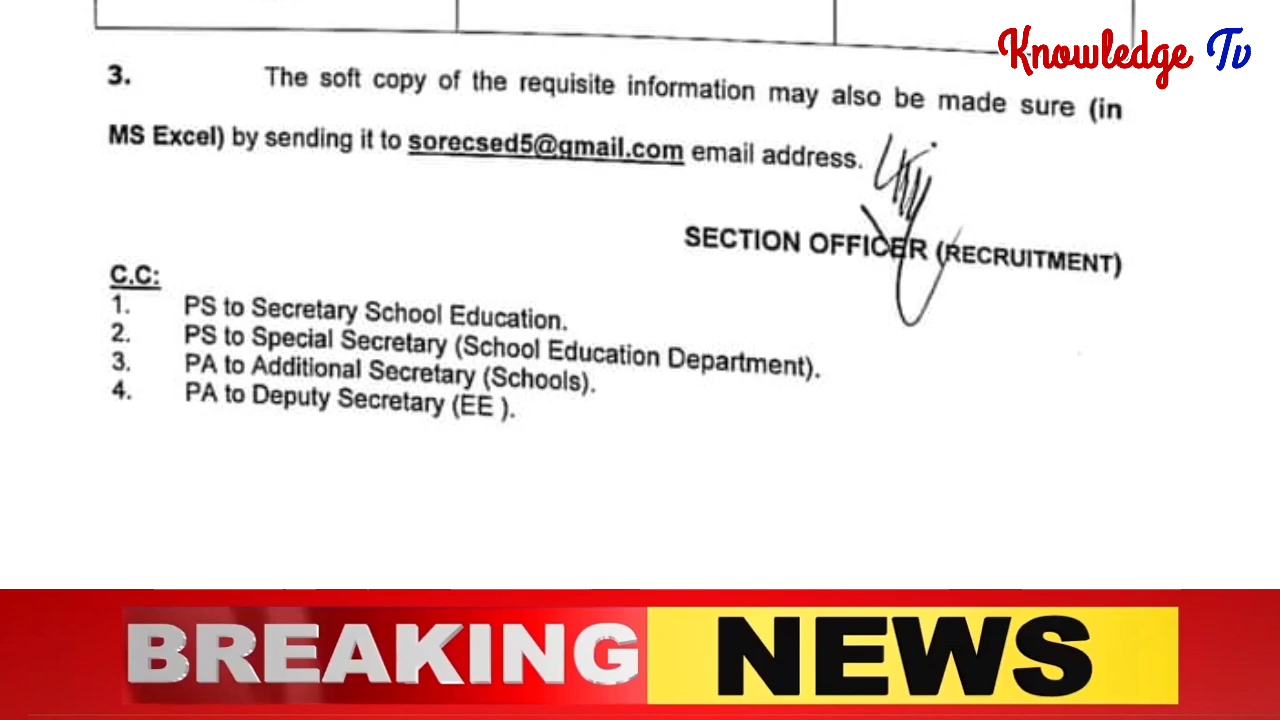 Knowledge Tv
3. The soft copy of the requisite information may also be made sure (in
MS Excel) by sending it to sorecsed5@gmail.com email address.
SECTION OFFICER (RECRUITMENT)
C.C:
1. PS to Secretary School Education.
2. PS to Special Secretary (School Education Department).
3. PA to Additional Secretary (Schools).
4. PA to Deputy Secretary (EE ).
BREAKING NEWS